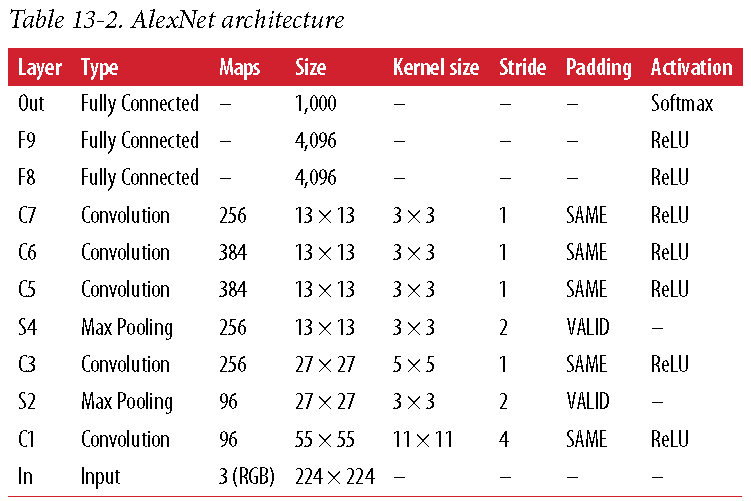 Table 13-2. AlexNet architecture
Layer Type Maps Size Kernel size Stride Padding Activation
Out Fully Connected – 1,000 – – – Softmax
F9 Fully Connected – 4,096 – – – ReLU
F8 Fully Connected – 4,096 – – – ReLU
C7 Convolution 256 13 × 13 3 × 3 1 SAME ReLU
C6 Convolution 384 13 × 13 3 × 3 1 SAME ReLU
C5 Convolution 384 13 × 13 3 × 3 1 SAME ReLU
S4 Max Pooling 256 13 × 13 3 × 3 2 VALID –
C3 Convolution 256 27 × 27 5 × 5 1 SAME ReLU
S2 Max Pooling 96 27 × 27 3 × 3 2 VALID –
C1 Convolution 96 55 × 55 11 × 11 4 SAME ReLU
In Input 3 (RGB) 224 × 224 – – – –